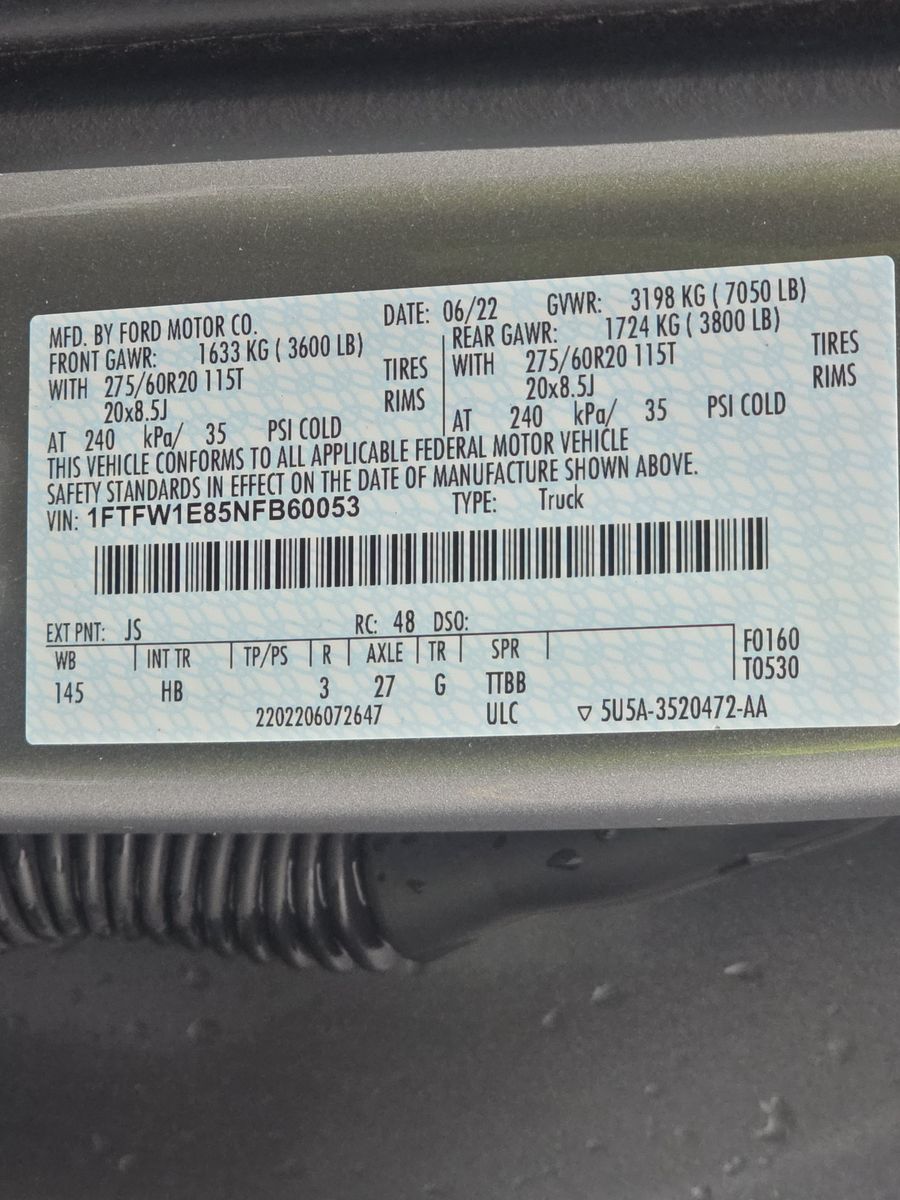 MFD. BY FORD MOTOR CO. DATE: 06/22 GVWR: 3198 KG ( 7050 LB)
FRONT GAWR: 1633 KG ( 3600 LB) REAR GAWR: 1724 KG ( 3800 LB)
WITH 275/60R20 115T TIRES WITH 275/60R20 115T TIRES
20x8.5J RIMS 20x8.5J RIMS
AT 240 kPa/ 35 PSI COLD AT 240 kPa/ 35 PSI COLD
THIS VEHICLE CONFORMS TO ALL APPLICABLE FEDERAL MOTOR VEHICLE
SAFETY STANDARDS IN EFFECT ON THE DATE OF MANUFACTURE SHOWN ABOVE.
VIN: 1FTFW1E85NFB60053 TYPE: Truck
EXT PNT: JS RC: 48 DSO:
WB INT TR TP/PS R AXLE TR SPR F0160
145 HB 3 27 G TTBB T0530
2202206072647 ULC ▽ 5U5A-3520472-AA